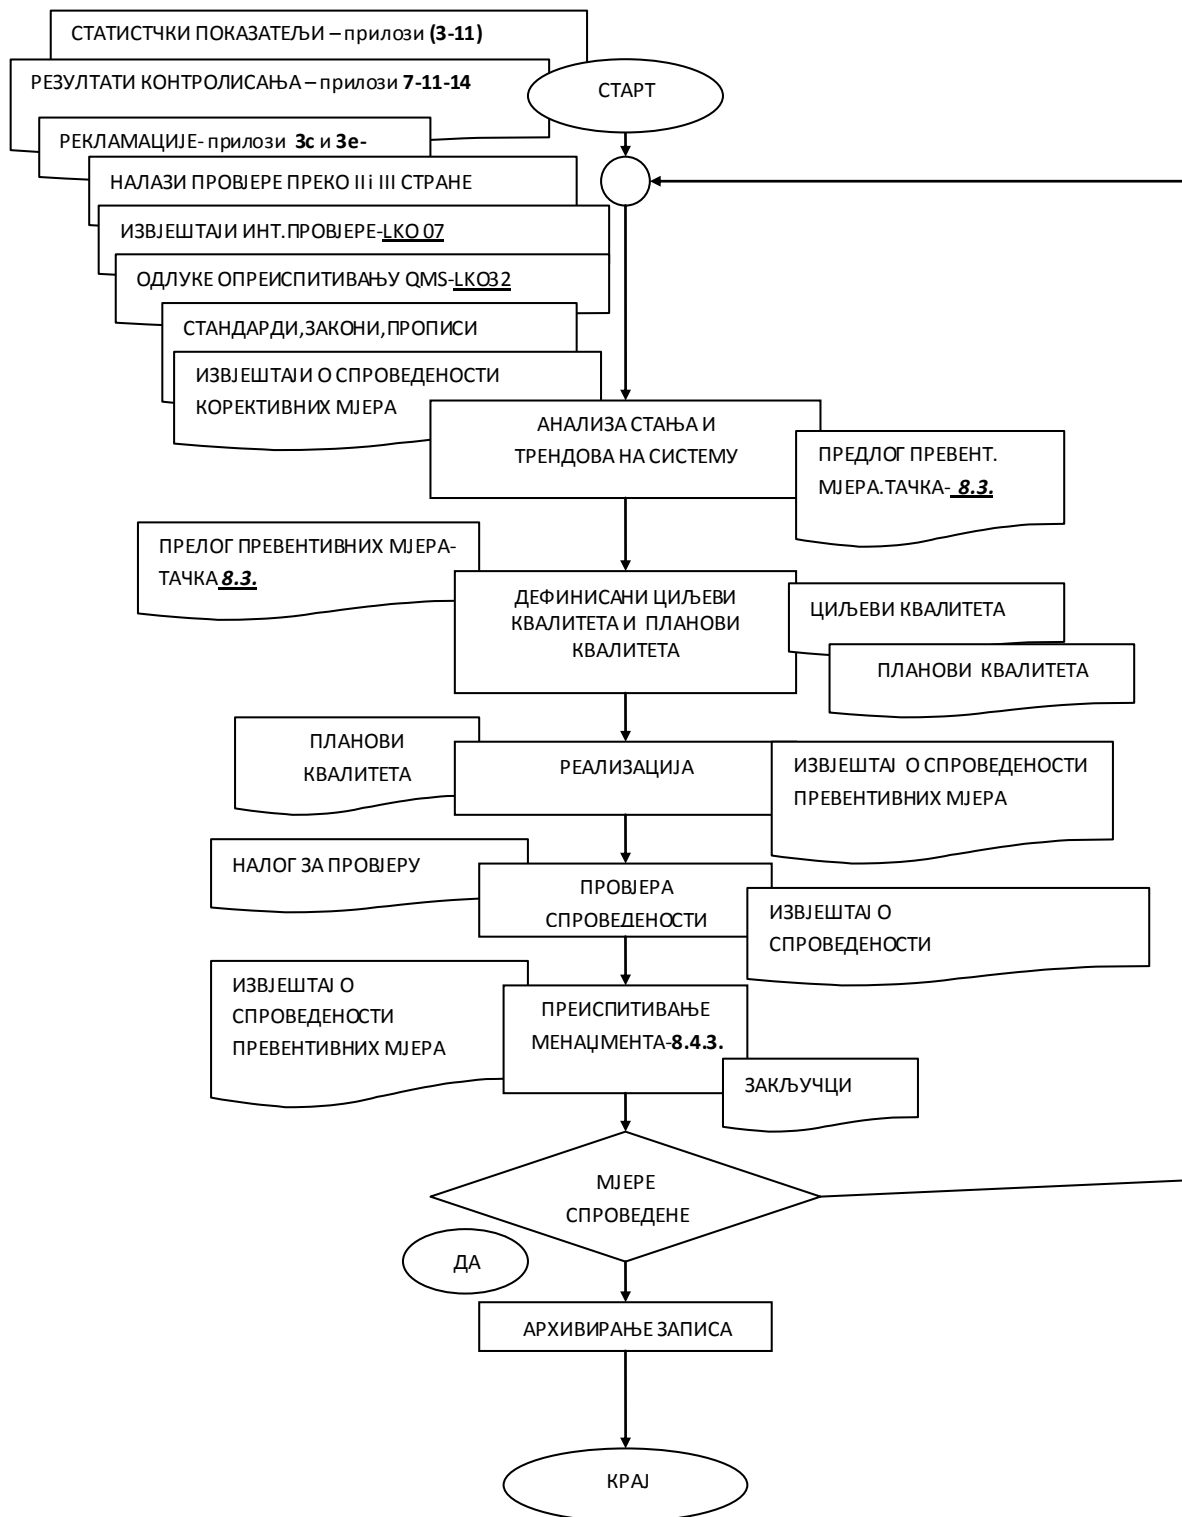 СТАТИСТЧКИ ПОКАЗАТЕЉИ – прилози (3-11)
РЕЗУЛТАТИ КОНТРОЛИСАЊА – прилози 7-11-14
СТАРТ
РЕКЛАМАЦИЈЕ- прилози 3с и 3е-
НАЛАЗИ ПРОВЈЕРЕ ПРЕКО II i III СТРАНЕ
ИЗВЈЕШТАЈИ ИНТ.ПРОВЈЕРЕ-LKO 07
ОДЛУКЕ ОПРЕИСПИТИВАЊУ QMS-LKO32
СТАНДАРДИ,ЗАКОНИ,ПРОПИСИ
ИЗВЈЕШТАЈИ О СПРОВЕДЕНОСТИ
КОРЕКТИВНИХ МЈЕРА
АНАЛИЗА СТАЊА И
ТРЕНДОВА НА СИСТЕМУ
ПРЕДЛОГ ПРЕВЕНТ.
МЈЕРА.ТАЧКА- 8.3.
ПРЕЛОГ ПРЕВЕНТИВНИХ МЈЕРА-
ТАЧКА 8.3.
ДЕФИНИСАНИ ЦИЉЕВИ
КВАЛИТЕТА И ПЛАНОВИ
КВАЛИТЕТА
ЦИЉЕВИ КВАЛИТЕТА
ПЛАНОВИ КВАЛИТЕТА
ПЛАНОВИ
КВАЛИТЕТА
РЕАЛИЗАЦИЈА
ИЗВЈЕШТАЈ О СПРОВЕДЕНОСТИ
ПРЕВЕНТИВНИХ МЈЕРА
НАЛОГ ЗА ПРОВЈЕРУ
ПРОВЈЕРА
СПРОВЕДЕНОСТИ
ИЗВЈЕШТАЈ О
СПРОВЕДЕНОСТИ
ИЗВЈЕШТАЈ О
СПРОВЕДЕНОСТИ
ПРЕВЕНТИВНИХ МЈЕРА
ПРЕИСПИТИВАЊЕ
МЕНАЏМЕНТА-8.4.3.
ЗАКЉУЧЦИ
МЈЕРЕ
СПРОВЕДЕНЕ
ДА
АРХИВИРАЊЕ ЗАПИСА
КРАЈ